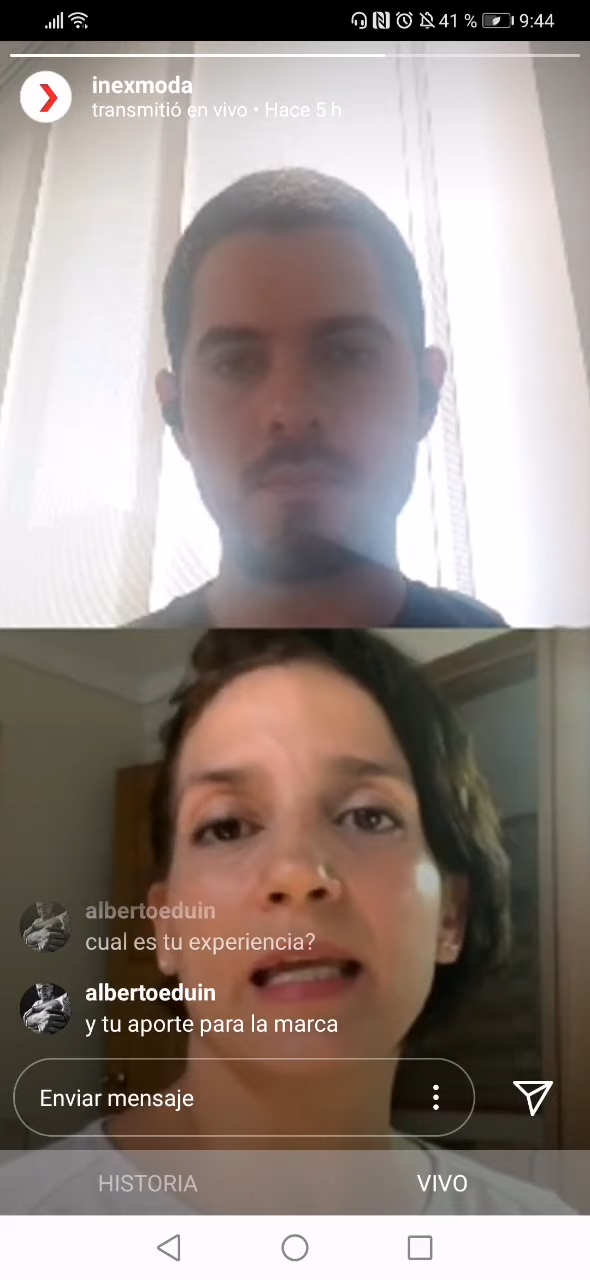 41 % 9:44
inexmoda
transmitió en vivo • Hace 5 h
albertoeduin
cual es tu experiencia?
albertoeduin
y tu aporte para la marca
Enviar mensaje
HISTORIA VIVO